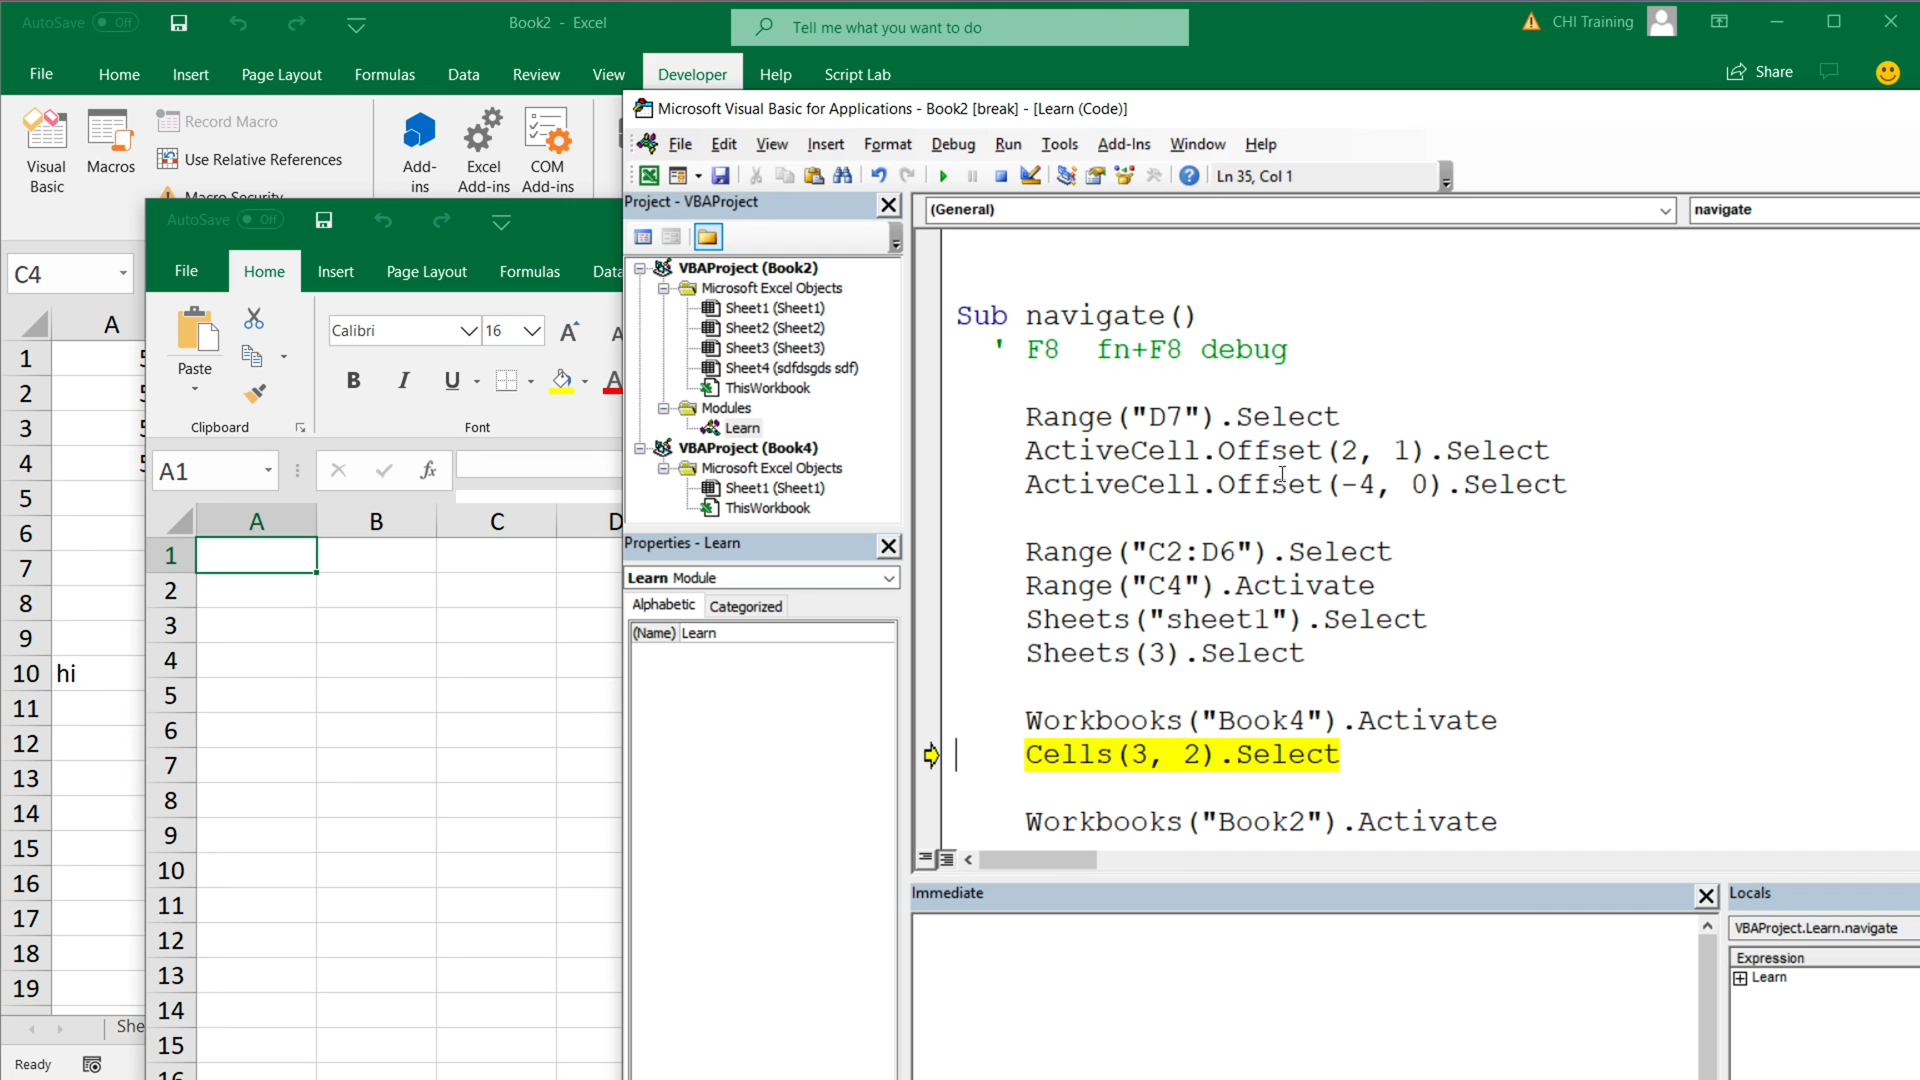 AutoSave Off
Book2 - Excel
Tell me what you want to do
CHI Training
File Home Insert Page Layout Formulas Data Review View Developer Help Script Lab
Share
Visual Basic
Macros
Record Macro
Use Relative References
Macro Security
Add-ins
Excel Add-ins
COM Add-ins
C4
A
1 5
2 5
3 5
4 5
5
6
7
8
9
10 hi
11
12
13
14
15
16
17
18
19
She
Ready
AutoSave Off
File Home Insert Page Layout Formulas Data
Paste
Calibri 16
B I U
Clipboard
Font
A1
fx
A B C D
1
2
3
4
5
6
7
8
9
10
11
12
13
14
15
16
Microsoft Visual Basic for Applications - Book2 [break] - [Learn (Code)]
File Edit View Insert Format Debug Run Tools Add-Ins Window Help
Ln 35, Col 1
Project - VBAProject
VBAProject (Book2)
Microsoft Excel Objects
Sheet1 (Sheet1)
Sheet2 (Sheet2)
Sheet3 (Sheet3)
Sheet4 (sdfdsgds sdf)
ThisWorkbook
Modules
Learn
VBAProject (Book4)
Microsoft Excel Objects
Sheet1 (Sheet1)
ThisWorkbook
Properties - Learn
Learn Module
Alphabetic Categorized
(Name) Learn
(General)
navigate
Sub navigate()
' F8 fn+F8 debug
Range("D7").Select
ActiveCell.Offset(2, 1).Select
ActiveCell.Offset(-4, 0).Select
Range("C2:D6").Select
Range("C4").Activate
Sheets("sheet1").Select
Sheets(3).Select
Workbooks("Book4").Activate
Cells(3, 2).Select
Workbooks("Book2").Activate
Immediate
Locals
VBAProject.Learn.navigate
Expression
Learn